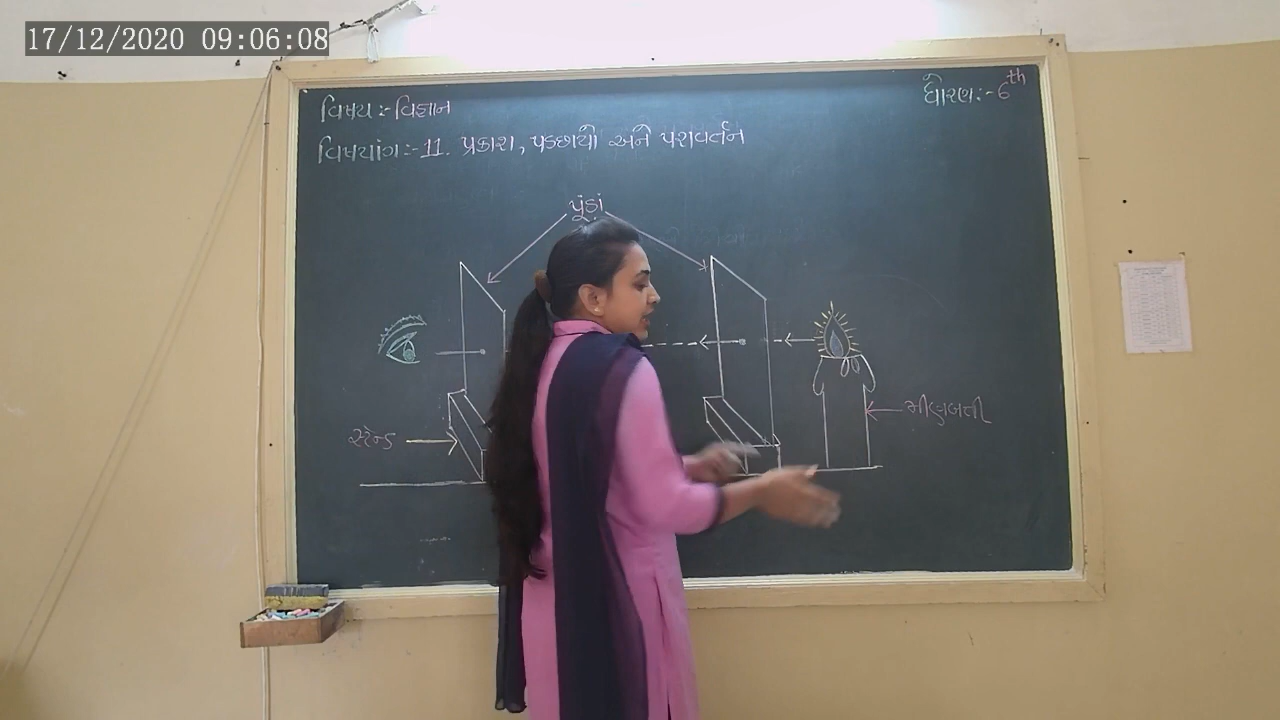 17/12/2020 09:06:08
વિષય :- વિજ્ઞાન
ધોરણ:- 6th
વિષયાંગ:- 11. પ્રકાશ, પડછાયો અને પરાવર્તન
પૂંઠાં
સ્ટેન્ડ
મીણબત્તી